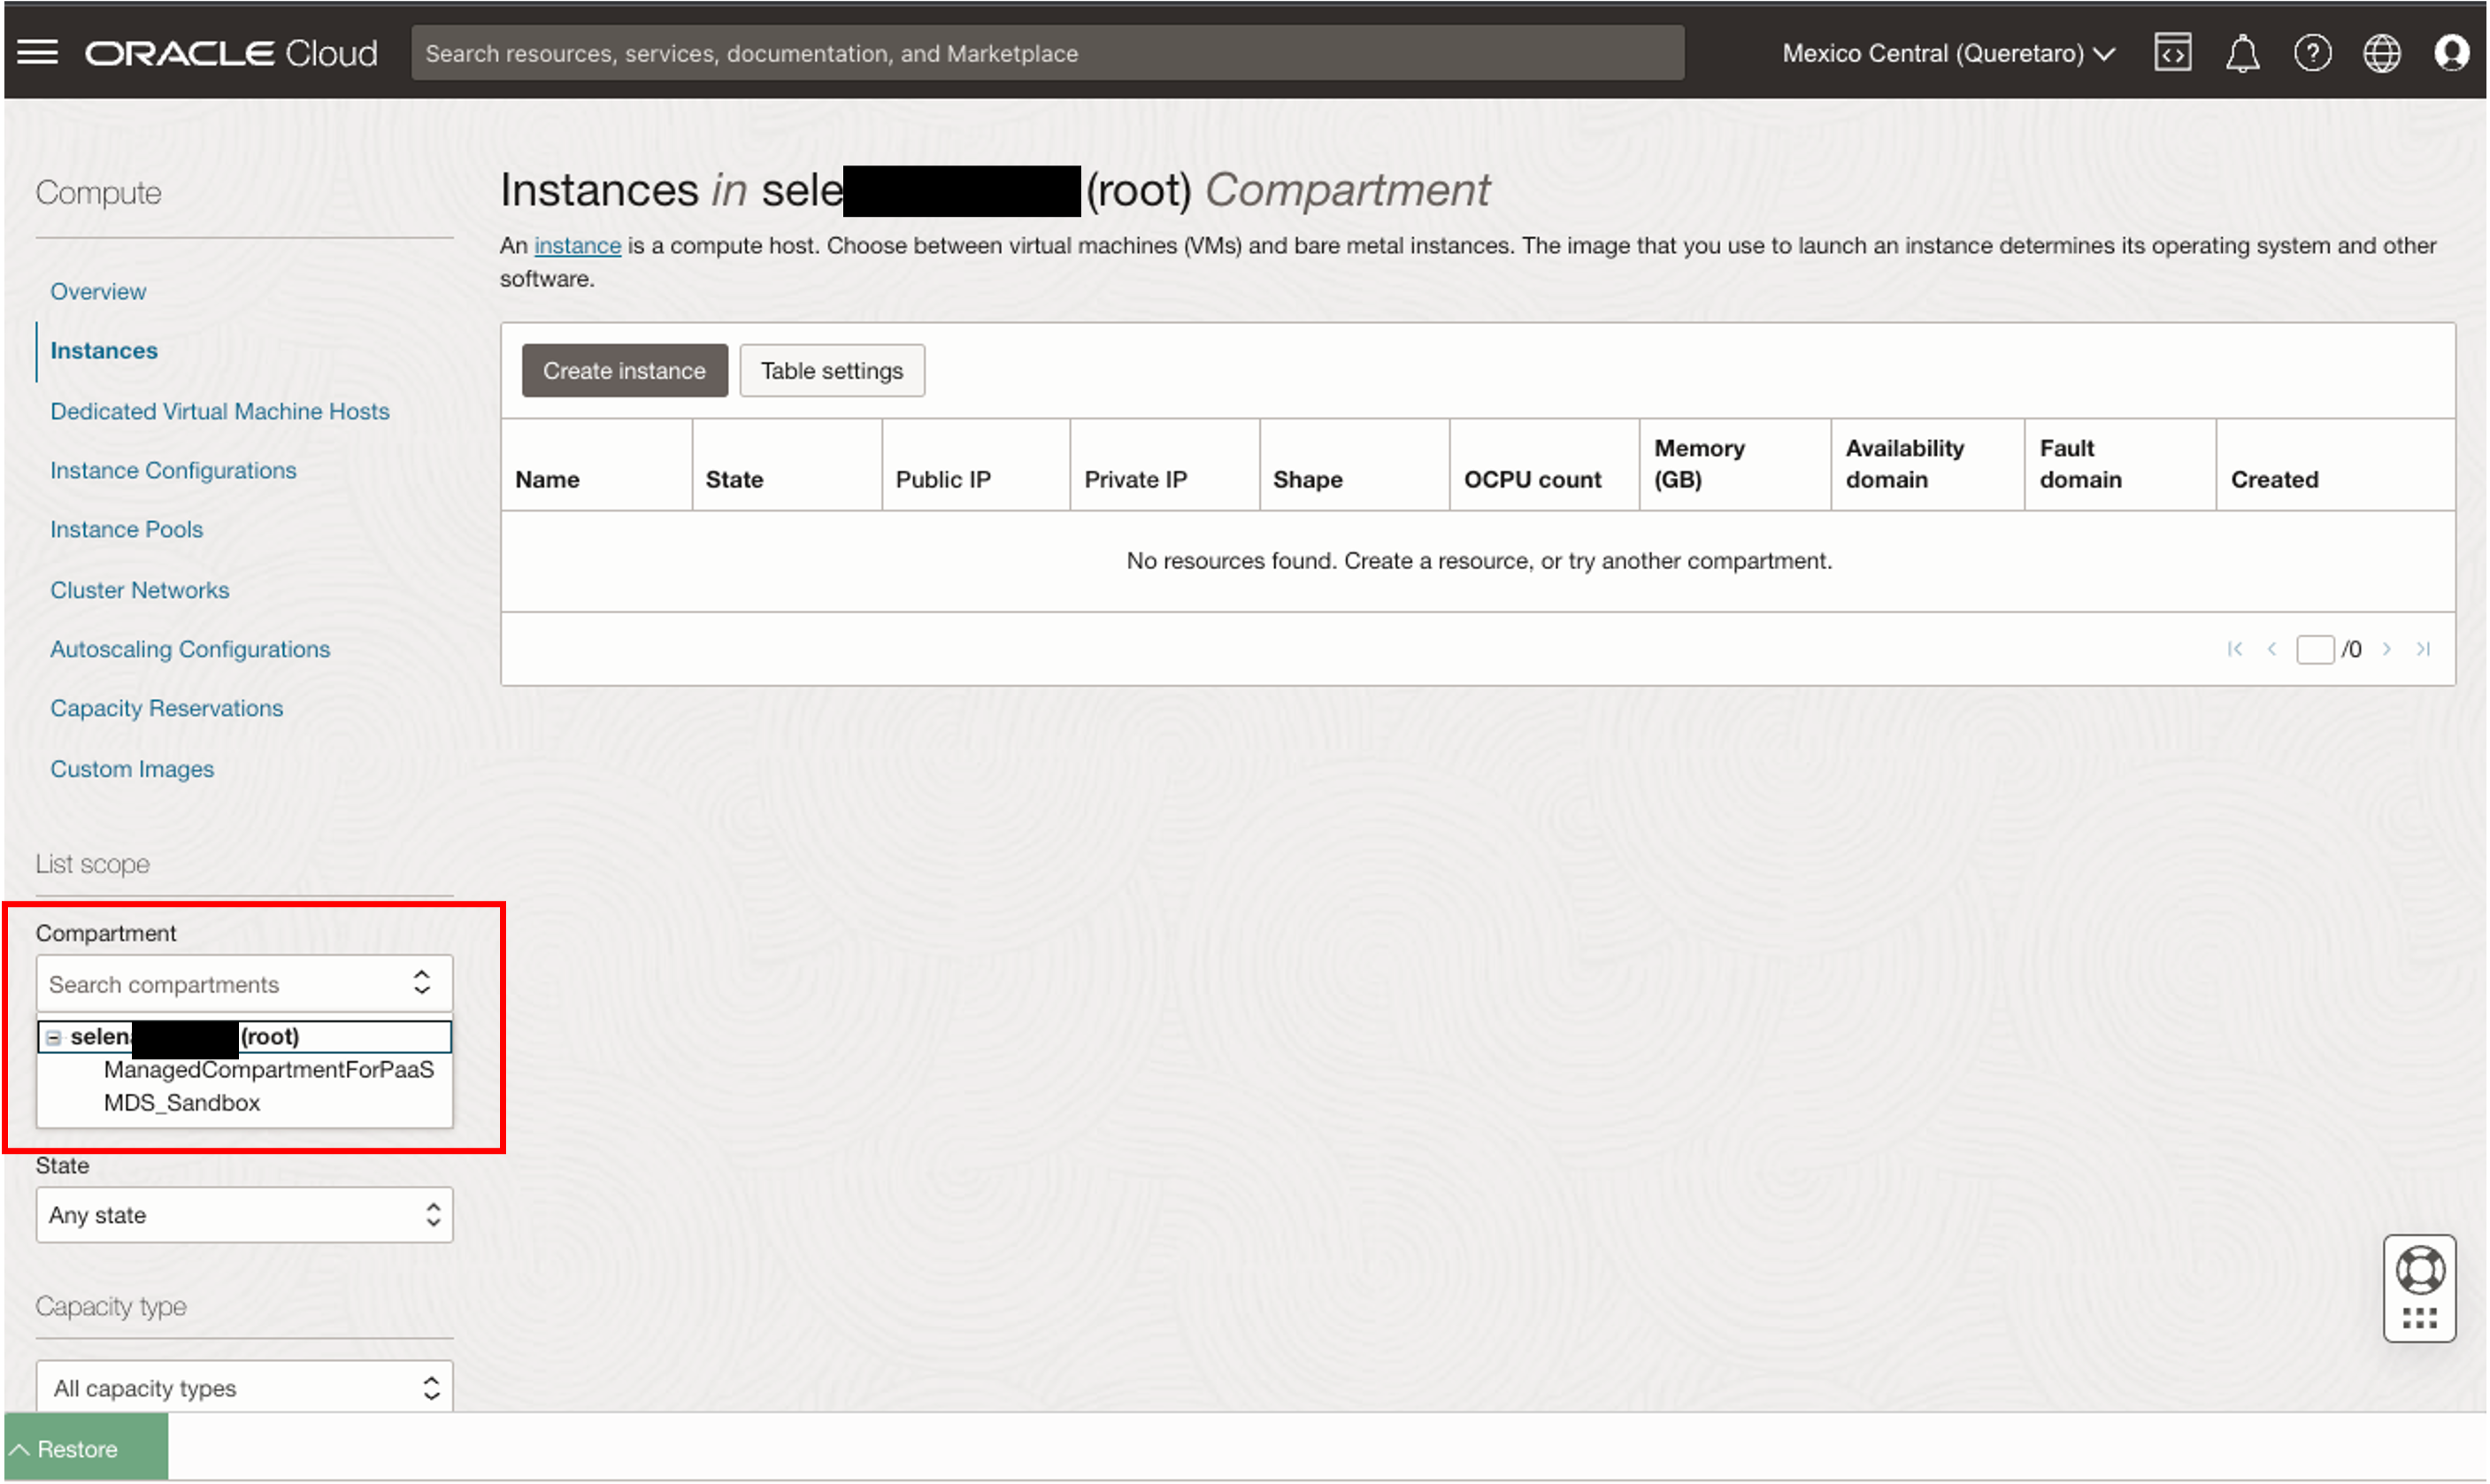 ORACLE Cloud
Search resources, services, documentation, and Marketplace
Mexico Central (Queretaro)
Compute
Overview
Instances
Dedicated Virtual Machine Hosts
Instance Configurations
Instance Pools
Cluster Networks
Autoscaling Configurations
Capacity Reservations
Custom Images
List scope
Compartment
Search compartments
selen (root)
ManagedCompartmentForPaaS
MDS_Sandbox
State
Any state
Capacity type
All capacity types
Restore
Instances in sele (root) Compartment
An instance is a compute host. Choose between virtual machines (VMs) and bare metal instances. The image that you use to launch an instance determines its operating system and other
software.
Create instance
Table settings
Name State Public IP Private IP Shape OCPU count Memory (GB) Availability domain Fault domain Created
No resources found. Create a resource, or try another compartment.
/0